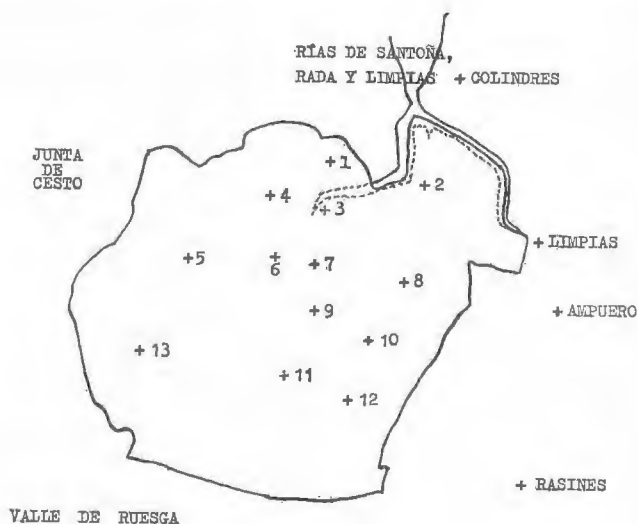 RÍAS DE SANTOÑA,
RADA Y LIMPIAS + COLINDRES
JUNTA
DE
CESTO
+ 1
+ 2
+ 4
+ 3
+ 5
+ 6
+ 7
+ LIMPIAS
+ 8
+ 9
+ AMPUERO
+ 10
+ 13
+ 11
+ 12
+ RASINES
VALLE DE RUESGA